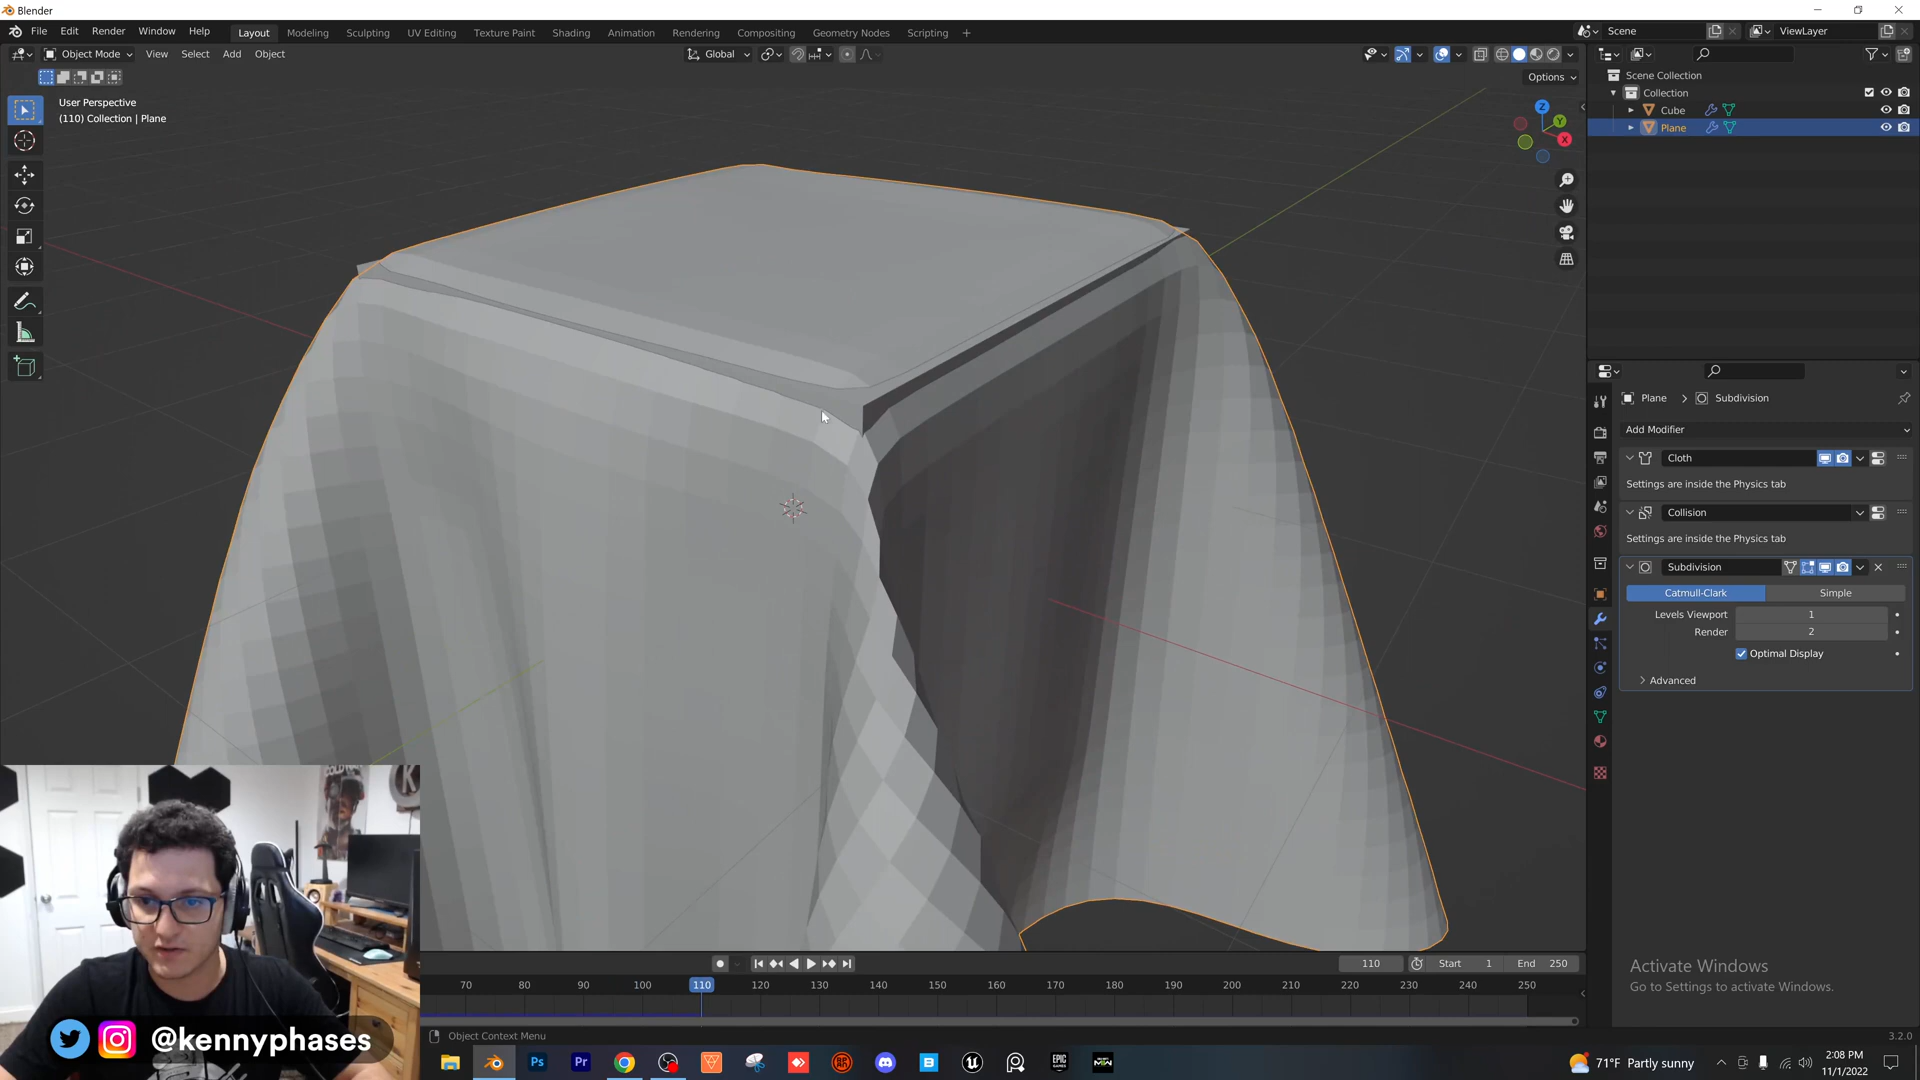 Blender
File Edit Render Window Help Layout Modeling Sculpting UV Editing Texture Paint Shading Animation Rendering Compositing Geometry Nodes Scripting + Scene ViewLayer
Object Mode View Select Add Object Global
Options
User Perspective
(110) Collection | Plane
Z
Y
X
Scene Collection
Collection
Cube
Plane
Plane > Subdivision
Add Modifier
Cloth
Settings are inside the Physics tab
Collision
Settings are inside the Physics tab
Subdivision
Catmull-Clark Simple
Levels Viewport 1
Render 2
Optimal Display
Advanced
Activate Windows
Go to Settings to activate Windows.
110 Start 1 End 250
70 80 90 100 110 120 130 140 150 160 170 180 190 200 210 220 230 240 250
Object Context Menu
3.2.0
@kennyphases
Ps Pr B EPIC GAMES
71°F Partly sunny
2:08 PM
11/1/2022